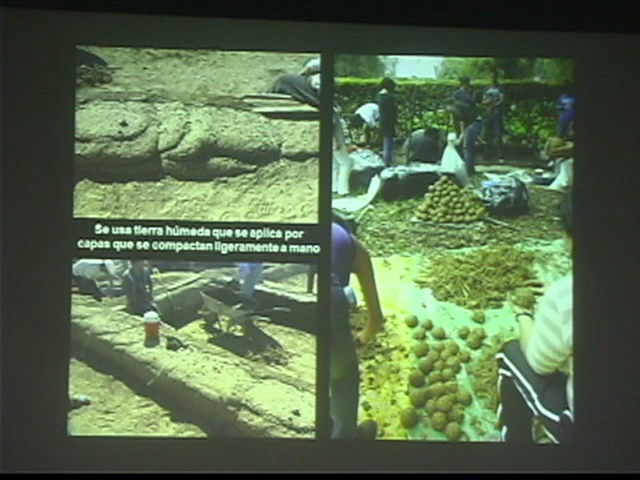 Se usa tierra húmeda que se aplica por
capas que se compactan ligeramente a mano